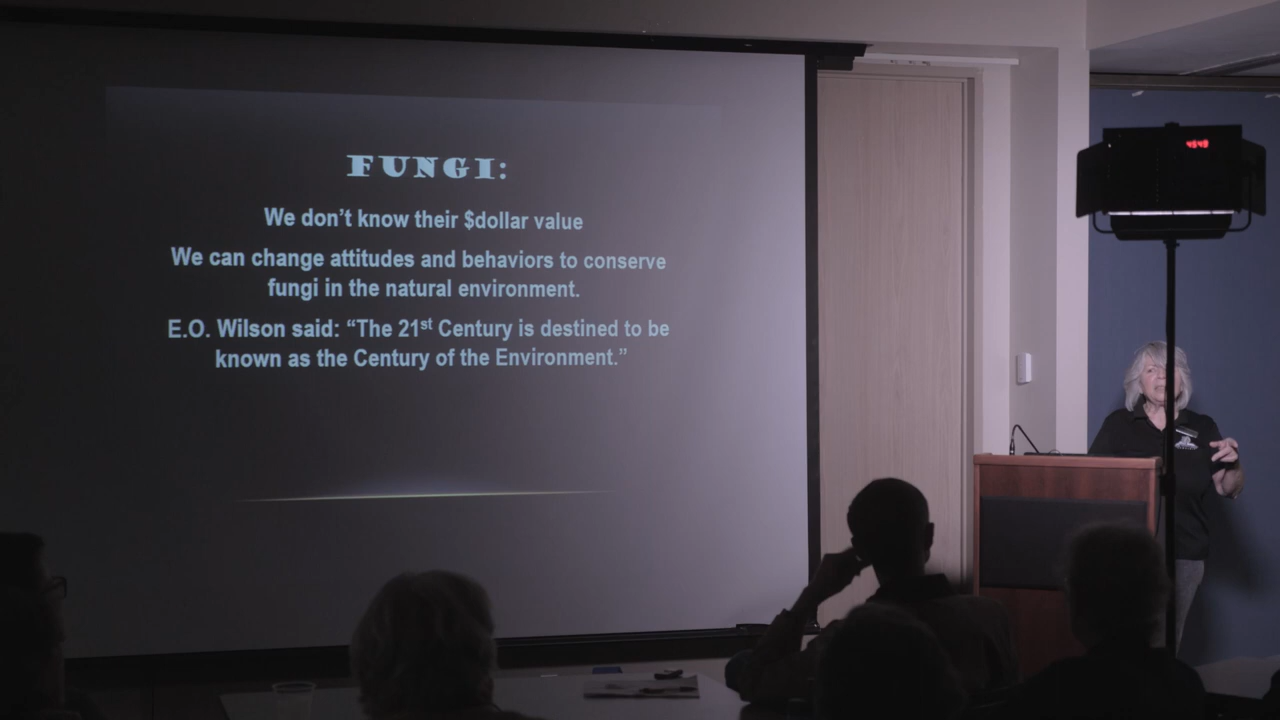 FUNGI:
We don't know their $dollar value
We can change attitudes and behaviors to conserve
fungi in the natural environment.
E.O. Wilson said: “The 21st Century is destined to be
known as the Century of the Environment.”